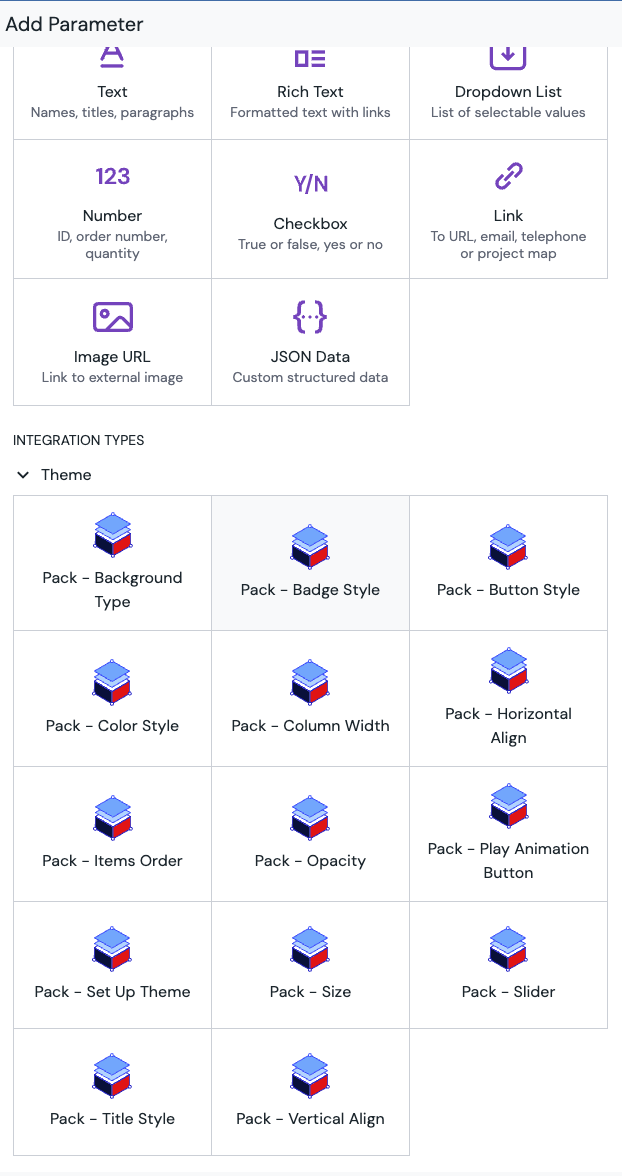 Add Parameter
Text
Names, titles, paragraphs
Rich Text
Formatted text with links
Dropdown List
List of selectable values
123
Number
ID, order number,
quantity
Y/N
Checkbox
True or false, yes or no
Link
To URL, email, telephone
or project map
Image URL
Link to external image
JSON Data
Custom structured data
INTEGRATION TYPES
Theme
Pack - Background
Type
Pack - Badge Style
Pack - Button Style
Pack - Color Style
Pack - Column Width
Pack - Horizontal
Align
Pack - Items Order
Pack - Opacity
Pack - Play Animation
Button
Pack - Set Up Theme
Pack - Size
Pack - Slider
Pack - Title Style
Pack - Vertical Align